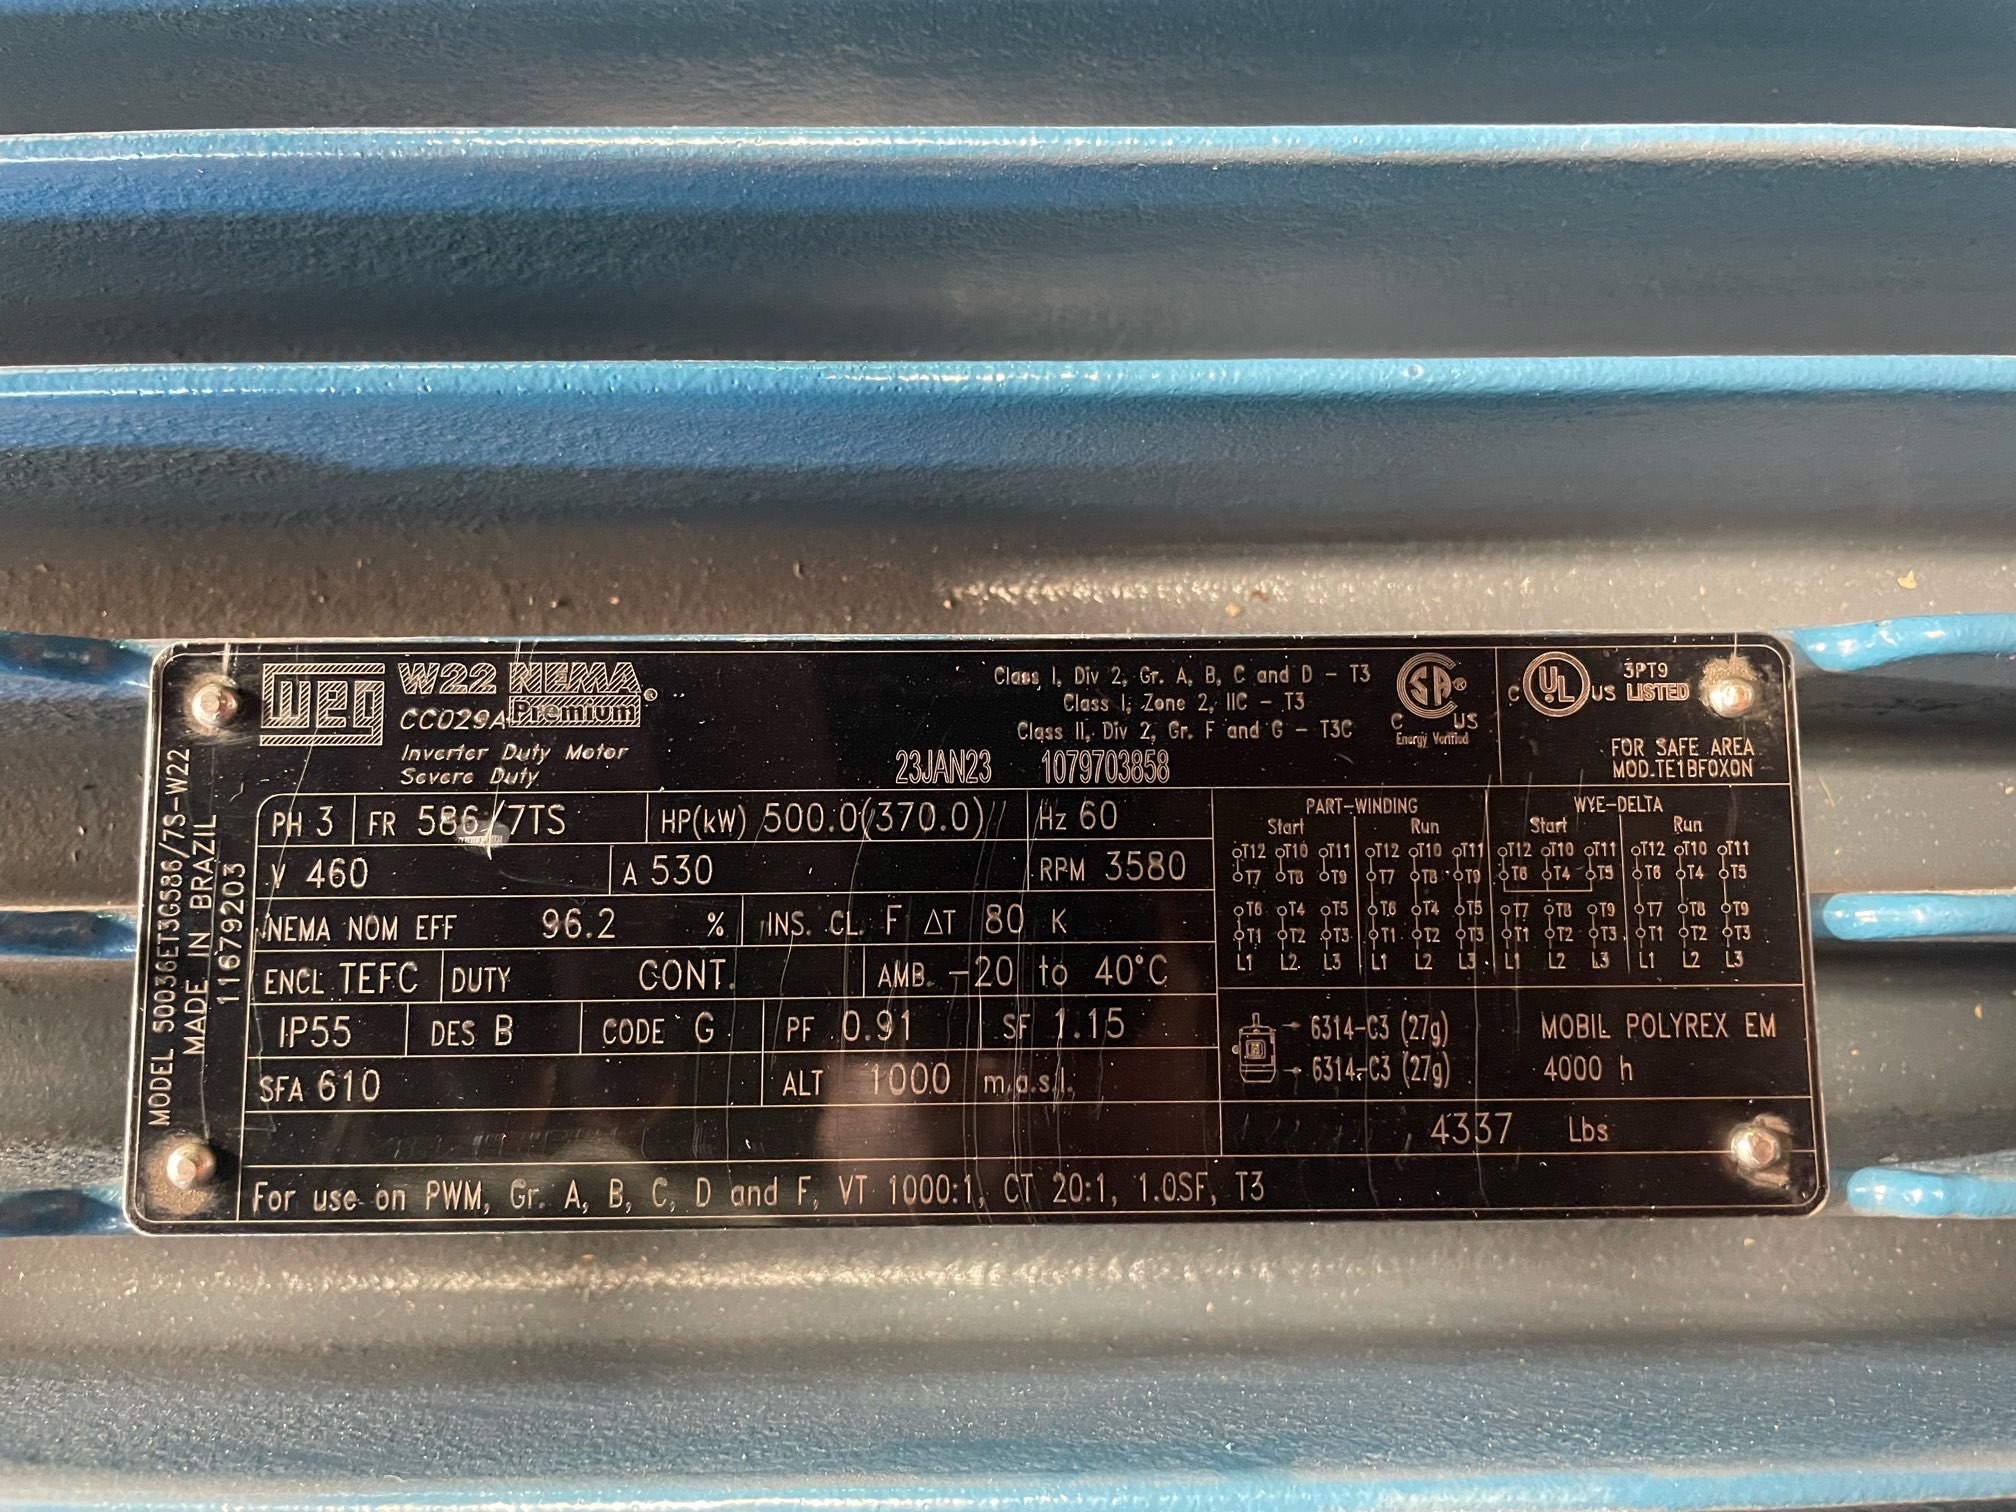 weg W22 NEMA Premium
CC029A
Inverter Duty Motor
Severe Duty
Class I, Div 2, Gr. A, B, C and D - T3
Class I, Zone 2, IIC - T3
Class II, Div 2, Gr. F and G - T3C
23JAN23 1079703858
CSA® C US
Energy Verified
C UL US 3PT9 LISTED
FOR SAFE AREA
MOD.TE1BFOXON
MODEL 50036ET3G586/7S-W22
MADE IN BRAZIL
11679203
PH 3 FR 586/7TS HP(kW) 500.0(370.0) Hz 60
V 460 A 530 RPM 3580
NEMA NOM EFF 96.2 % INS. CL. F ΔT 80 K
ENCL TEFC DUTY CONT. AMB. -20 to 40°C
IP55 DES B CODE G PF 0.91 SF 1.15
SFA 610 ALT 1000 m.a.s.l.
For use on PWM, Gr. A, B, C, D and F, VT 1000:1, CT 20:1, 1.0SF, T3
PART-WINDING WYE-DELTA
Start Run Start Run
T12 T10 T11 T12 T10 T11 T12 T10 T11 T12 T10 T11
T7 T8 T9 T7 T8 T9 T6 T4 T5 T6 T4 T5
T6 T4 T5 T6 T4 T5 T7 T8 T9 T7 T8 T9
T1 T2 T3 T1 T2 T3 T1 T2 T3 T1 T2 T3
L1 L2 L3 L1 L2 L3 L1 L2 L3 L1 L2 L3
6314-C3 (27g) MOBIL POLYREX EM
6314-C3 (27g) 4000 h
4337 Lbs